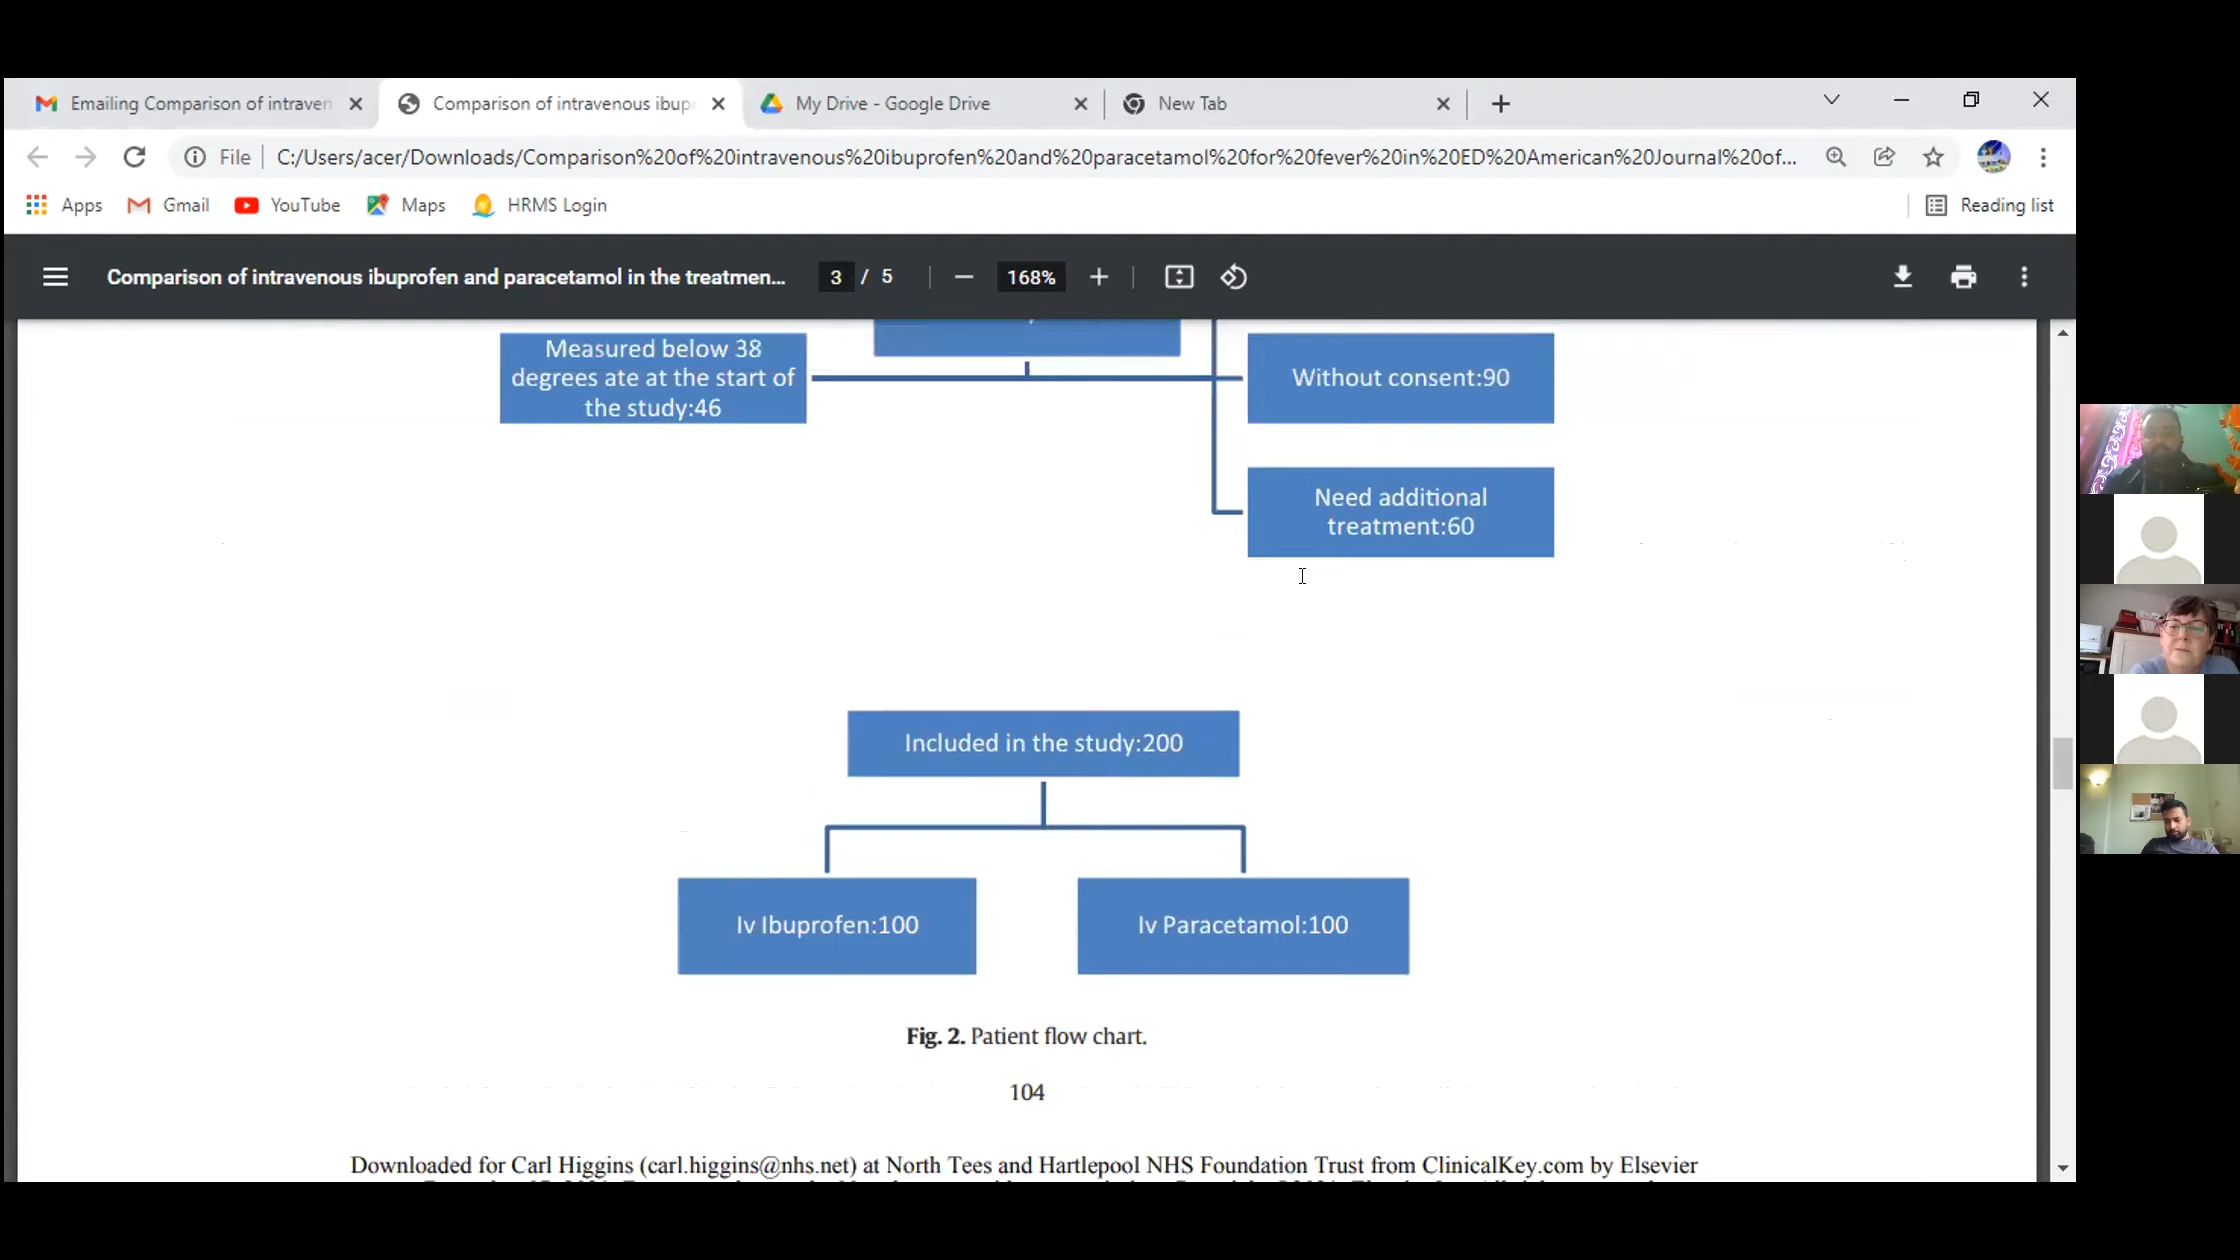 Emailing Comparison of intraven
Comparison of intravenous ibup
My Drive - Google Drive
New Tab
File
C:/Users/acer/Downloads/Comparison%20of%20intravenous%20ibuprofen%20and%20paracetamol%20for%20fever%20in%20ED%20American%20Journal%20of...
Apps
Gmail
YouTube
Maps
HRMS Login
Reading list
Comparison of intravenous ibuprofen and paracetamol in the treatmen...
3 / 5
168%
Measured below 38
degrees ate at the start of
the study:46
Without consent:90
Need additional
treatment:60
Included in the study:200
Iv Ibuprofen:100
Iv Paracetamol:100
Fig. 2. Patient flow chart.
104
Downloaded for Carl Higgins (carl.higgins@nhs.net) at North Tees and Hartlepool NHS Foundation Trust from ClinicalKey.com by Elsevier